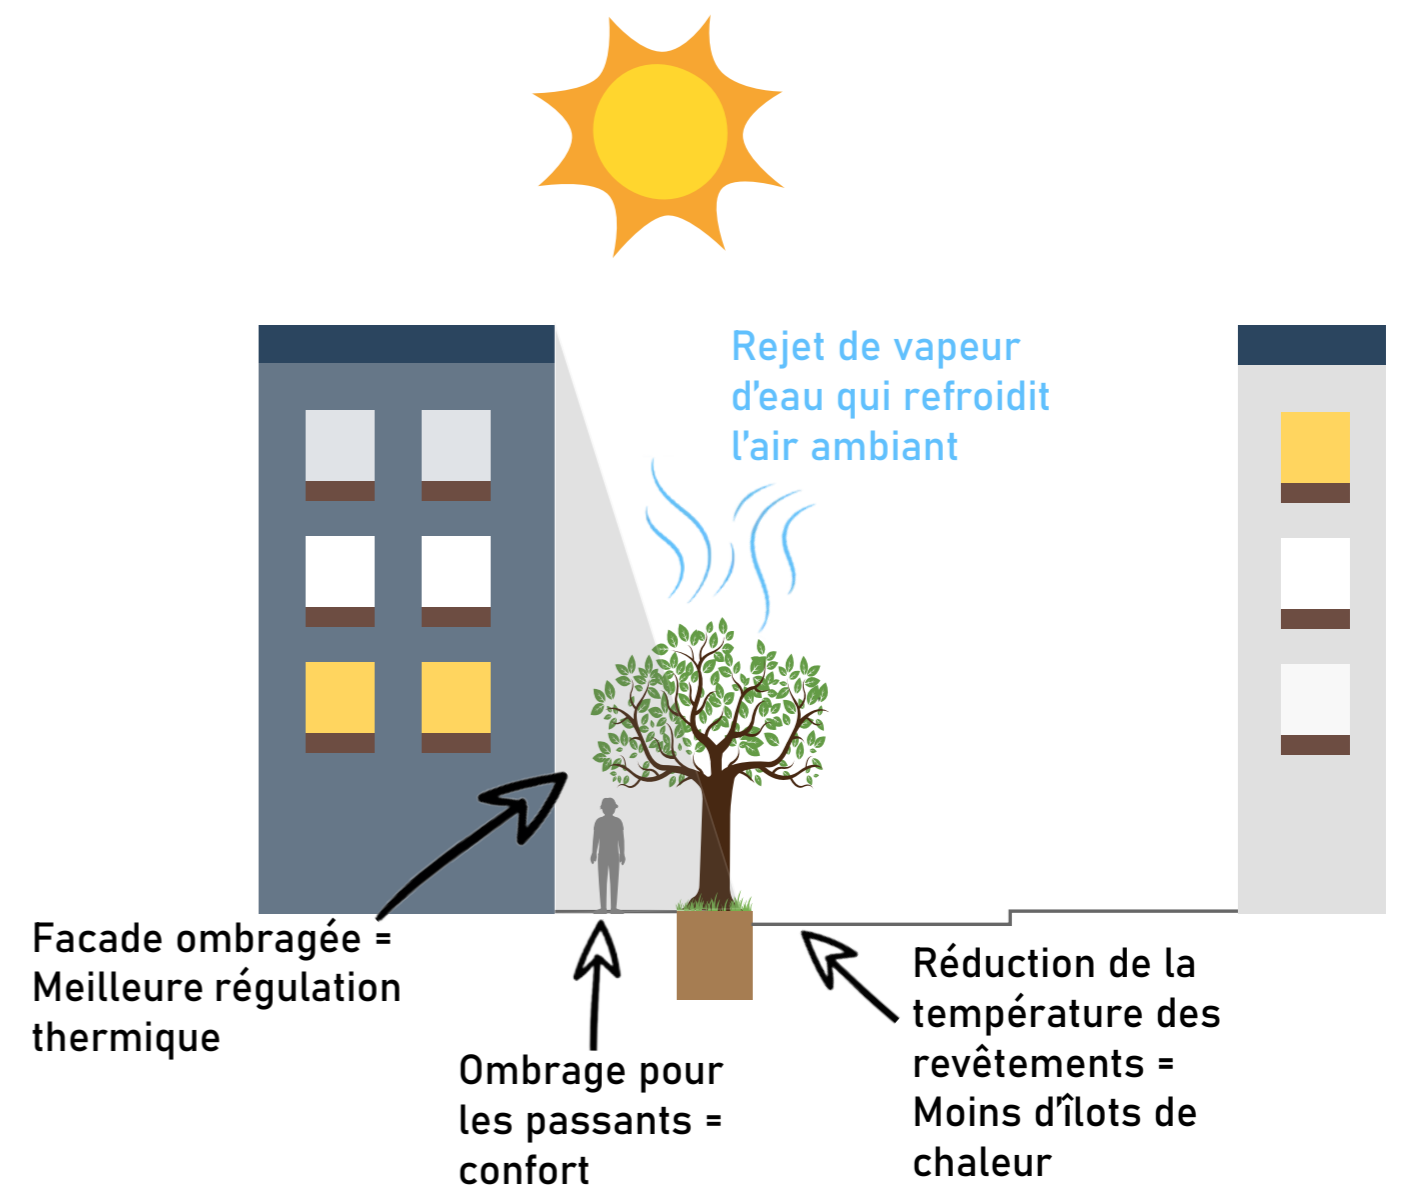 Rejet de vapeur
d'eau qui refroidit
l'air ambiant
Facade ombragée =
Meilleure régulation
thermique
Ombrage pour
les passants =
confort
Réduction de la
température des
revêtements =
Moins d'îlots de
chaleur